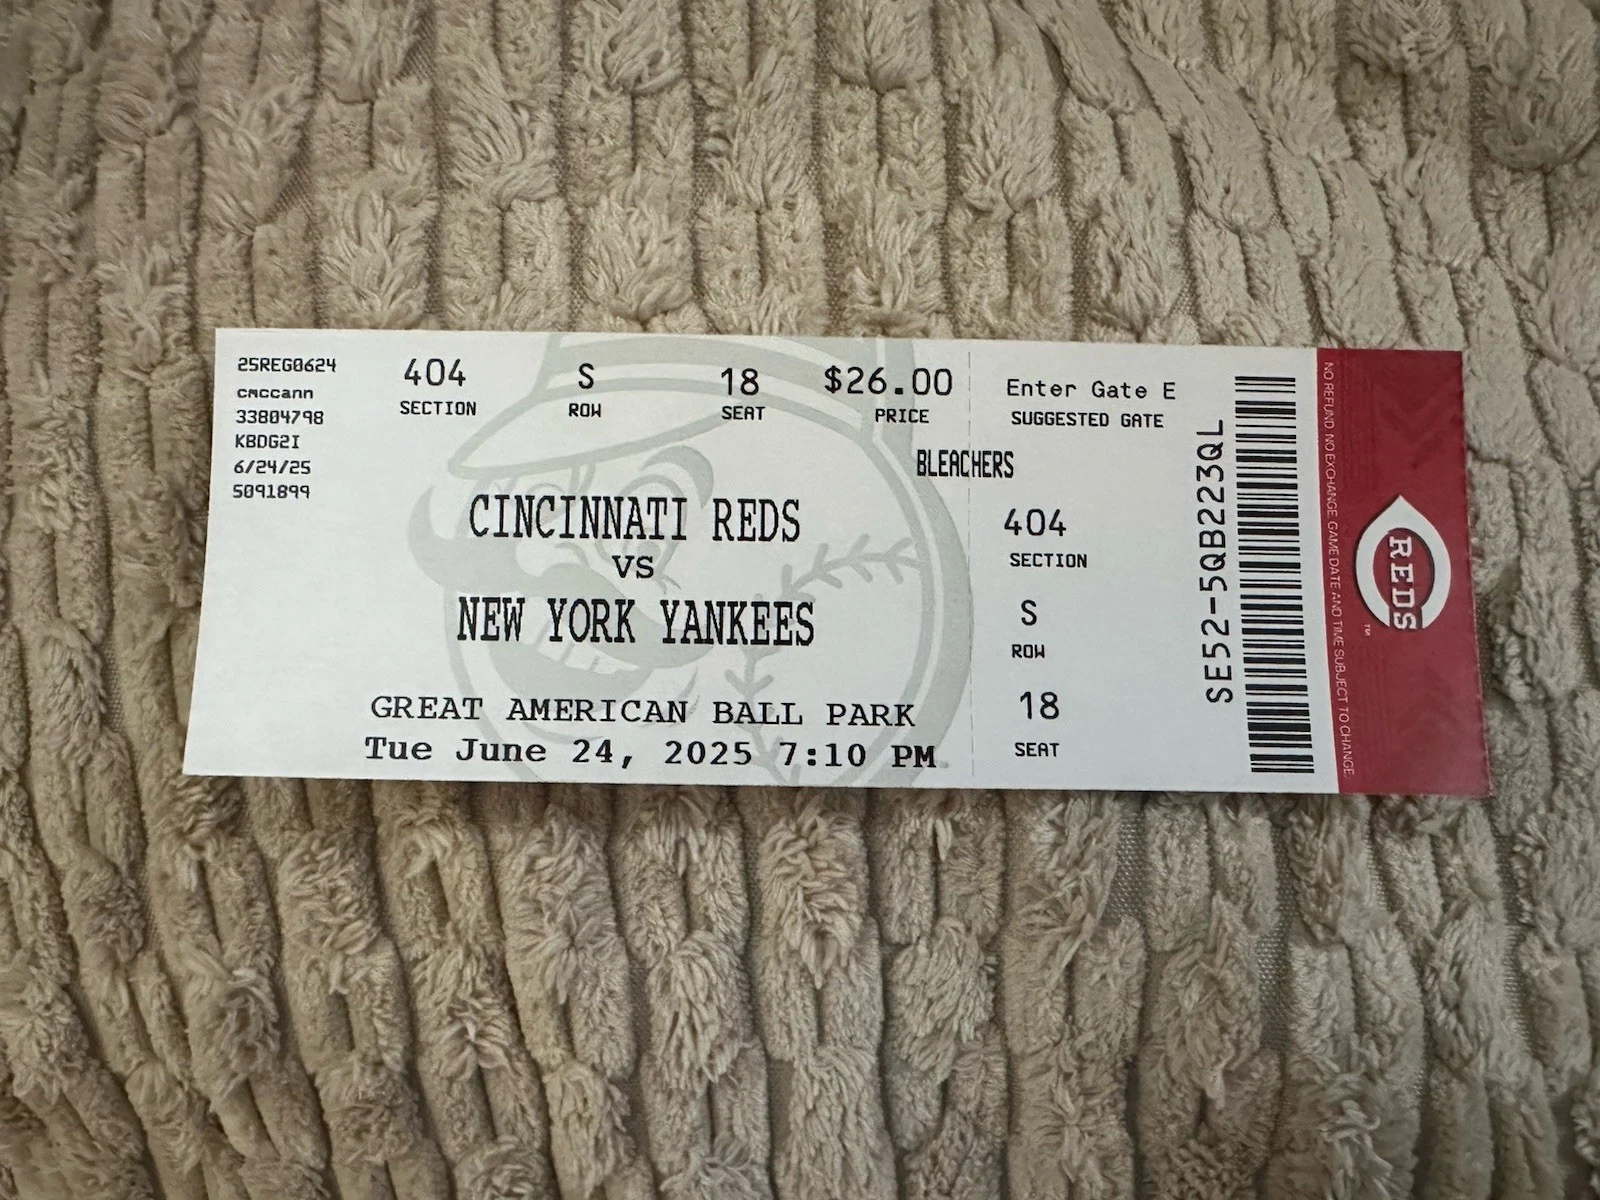 25REG0624
cmccann
33804798
KBDG2I
6/24/25
5091899
404
SECTION
S
ROW
18
SEAT
$26.00
PRICE
BLEACHERS
CINCINNATI REDS
VS
NEW YORK YANKEES
GREAT AMERICAN BALL PARK
Tue June 24, 2025 7:10 PM
Enter Gate E
SUGGESTED GATE
404
SECTION
S
ROW
18
SEAT
SE52-5QB223QL
NO REFUND. NO EXCHANGE. GAME DATE AND TIME SUBJECT TO CHANGE.
REDS
TM